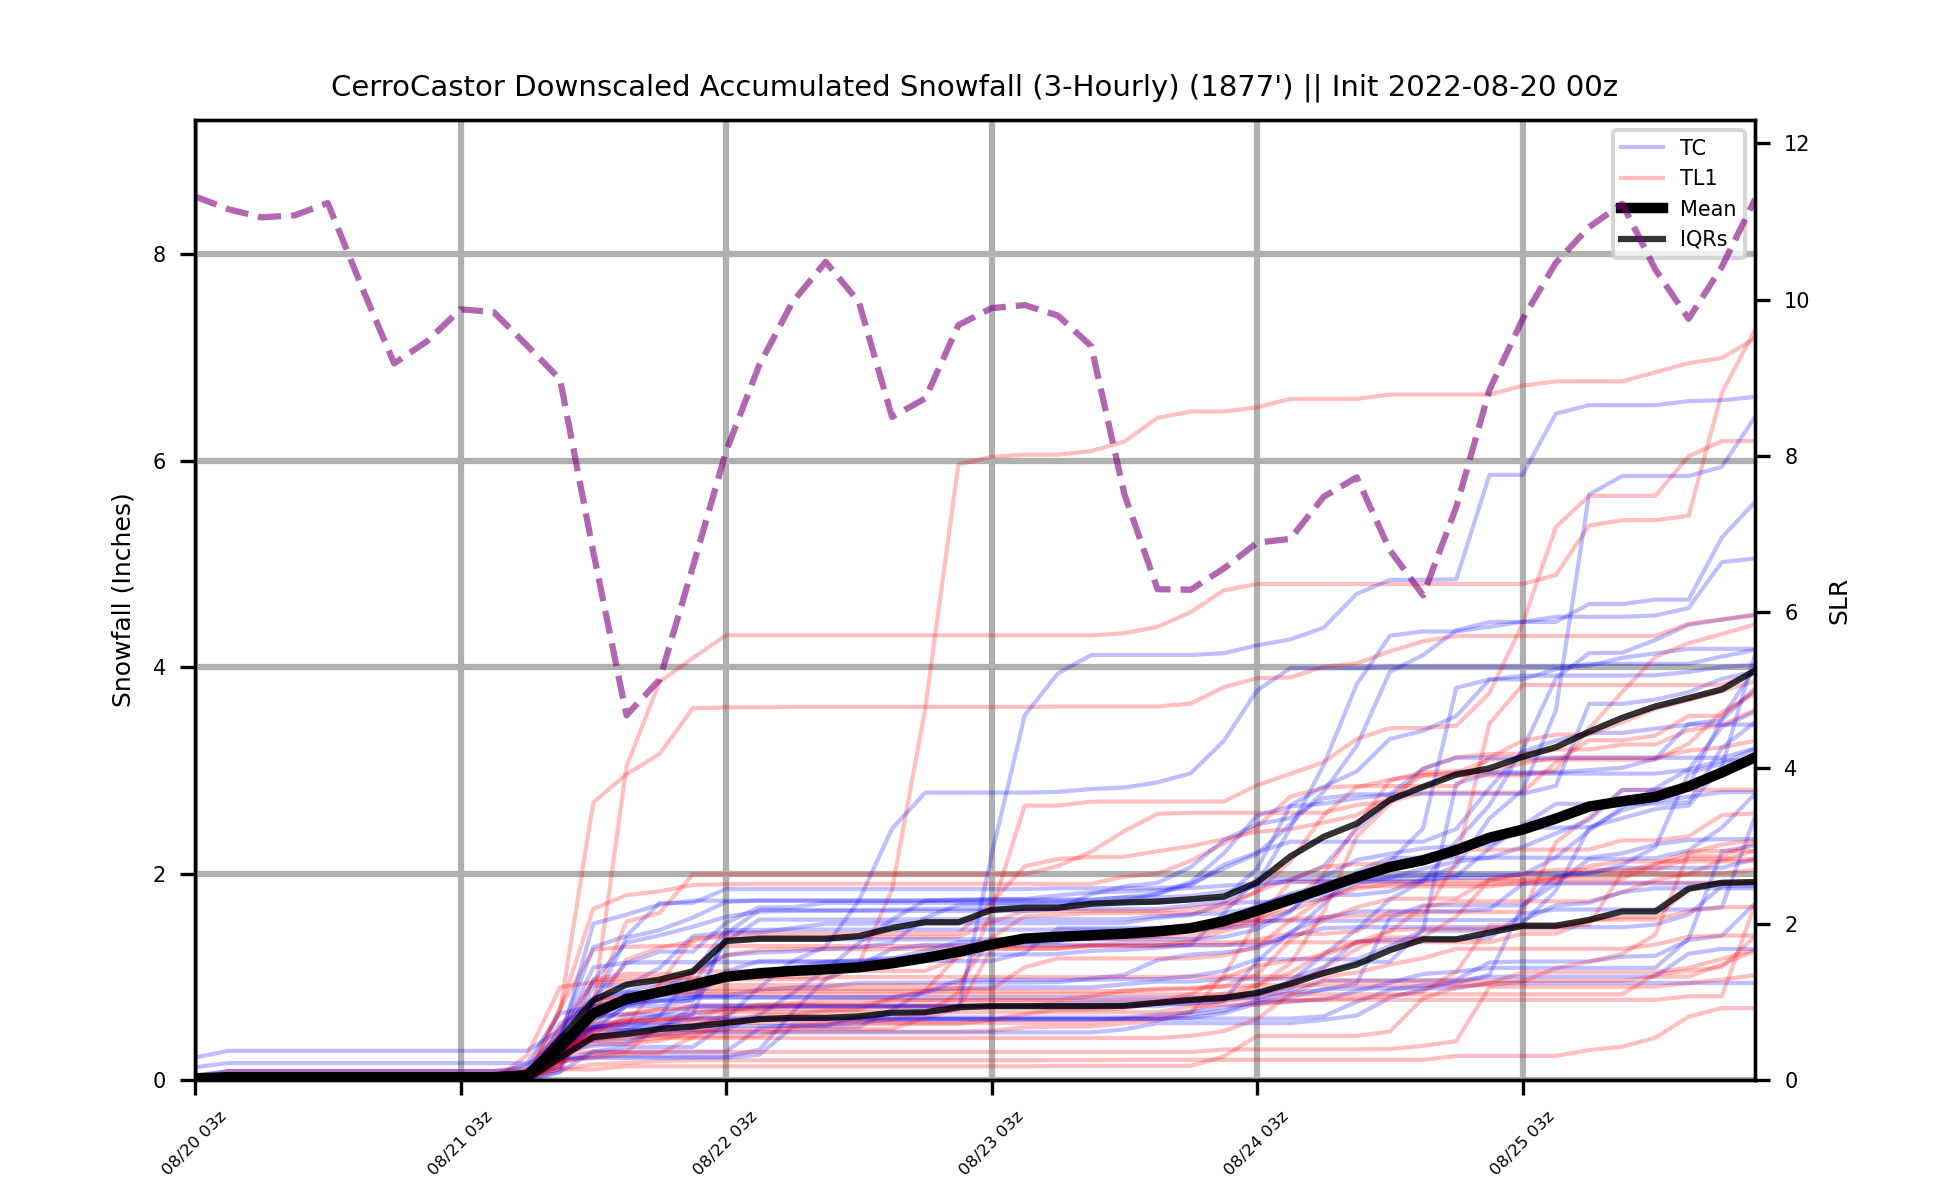 CerroCastor Downscaled Accumulated Snowfall (3-Hourly) (1877') || Init 2022-08-20 00z
TC
TL1
Mean
IQRs
Snowfall (Inches)
8
6
4
2
0
12
10
8
6
4
2
0
SLR
08/20 03z
08/21 03z
08/22 03z
08/23 03z
08/24 03z
08/25 03z